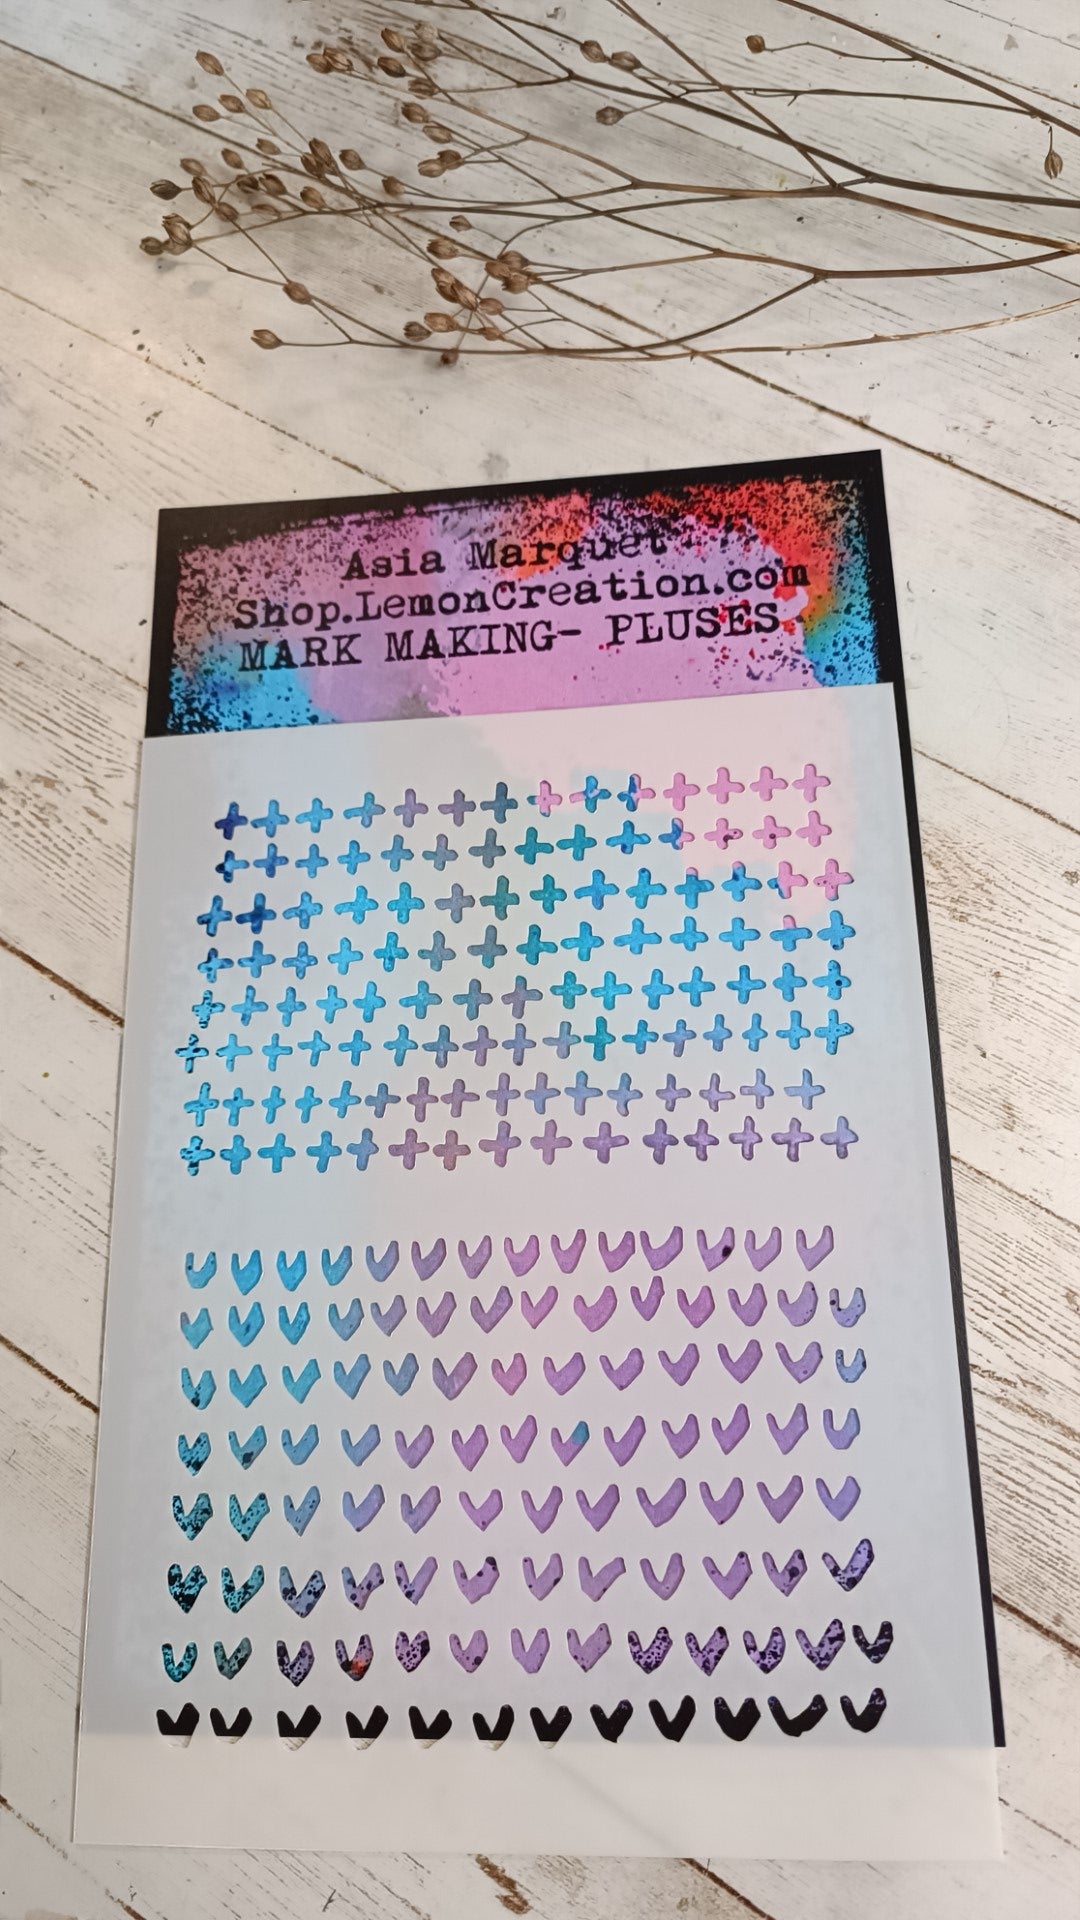 Asia Marquet
Shop.LemonCreation.com
MARK MAKING- PLUSES